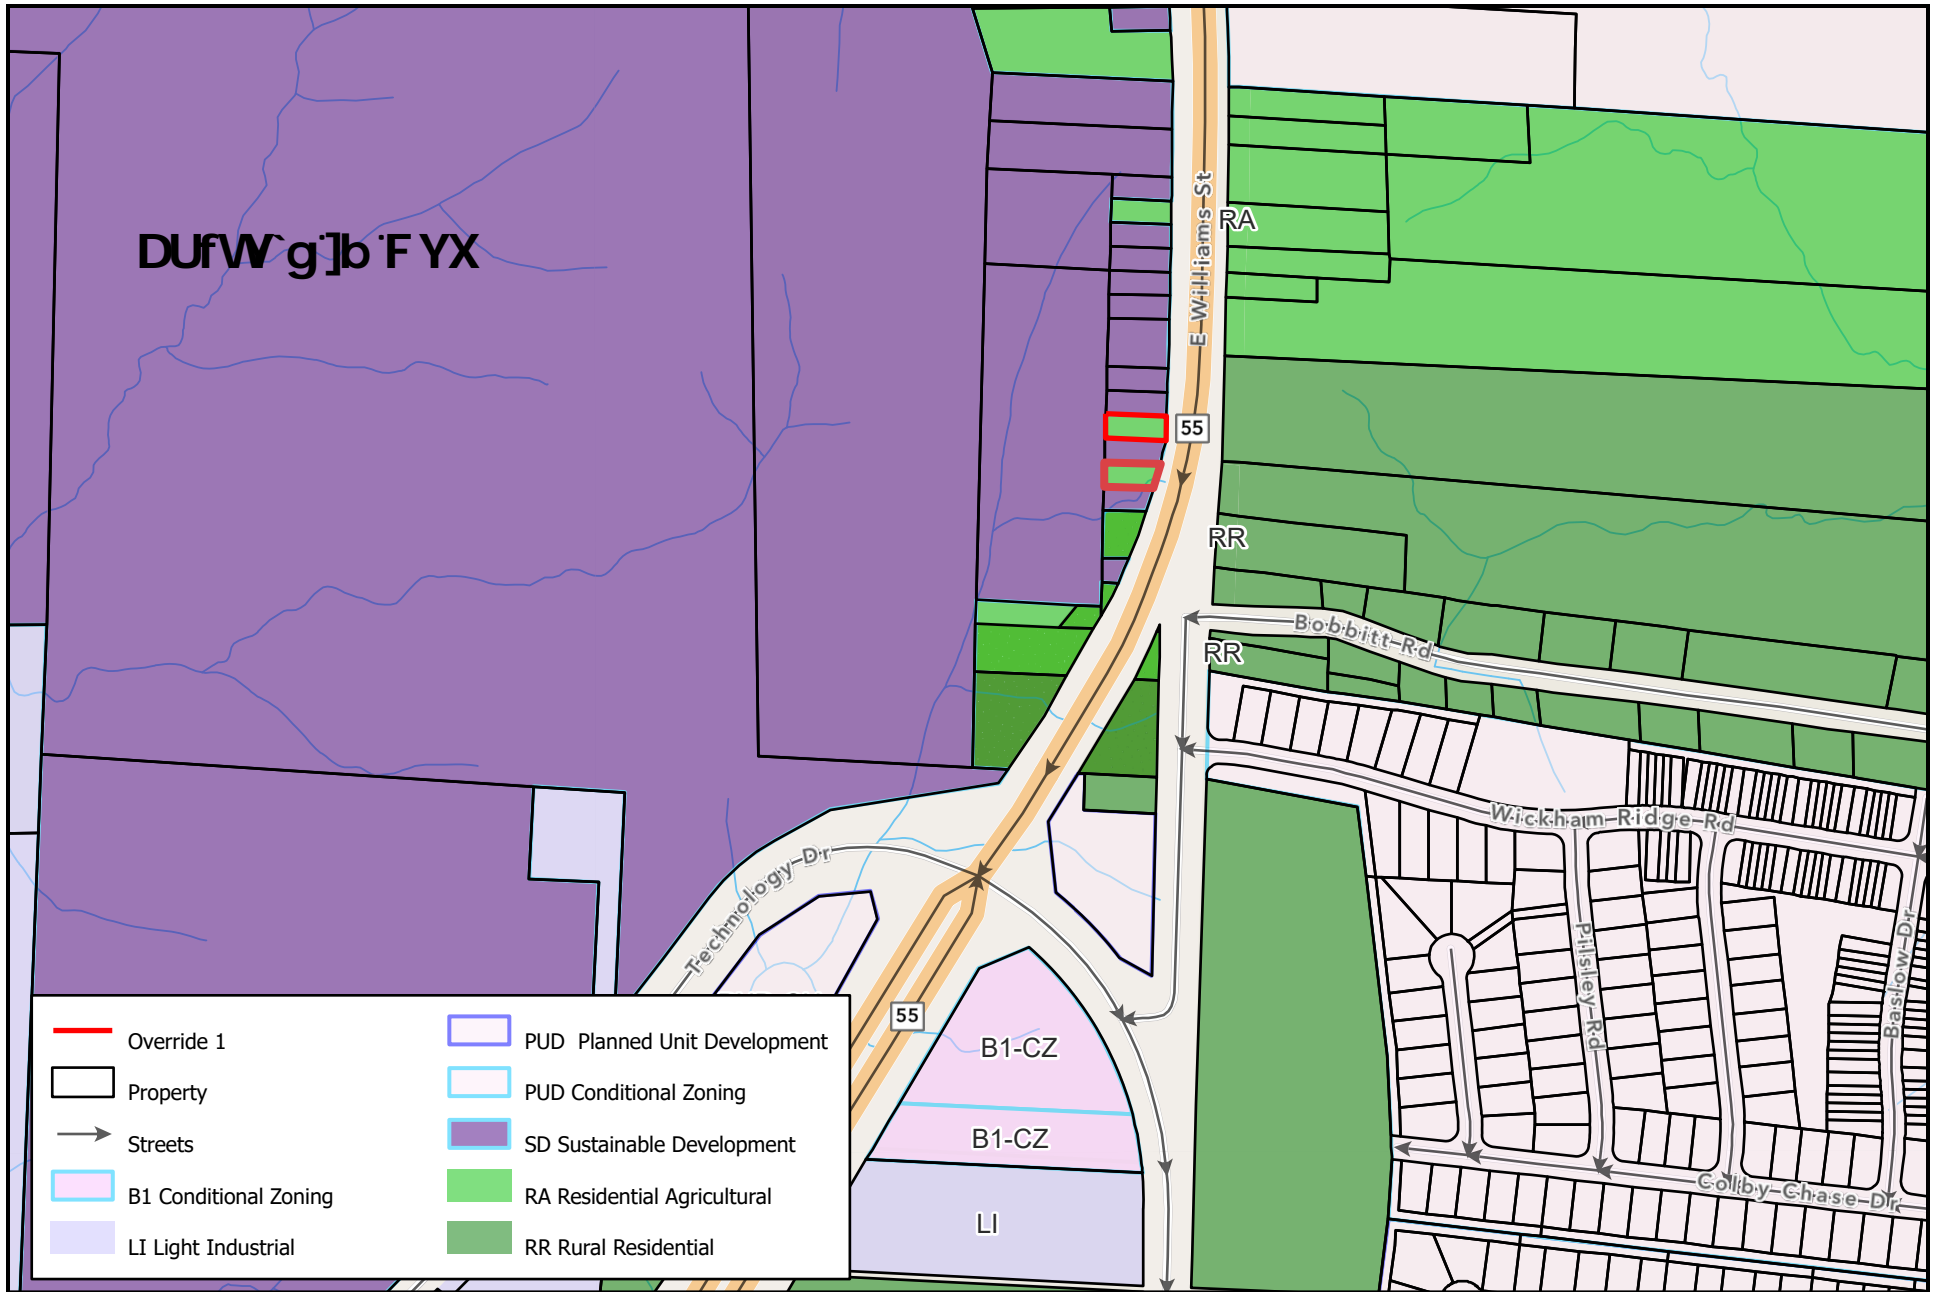 DUfWY`g]b F YX
E Williams St
RA
55
RR
Bobbitt Rd
RR
Wickham Ridge Rd
Technology Dr
Pilsley Rd
Baslow Dr
55
B1-CZ
B1-CZ
Colby Chase Dr
LI
Override 1
Property
Streets
B1 Conditional Zoning
LI Light Industrial
PUD Planned Unit Development
PUD Conditional Zoning
SD Sustainable Development
RA Residential Agricultural
RR Rural Residential